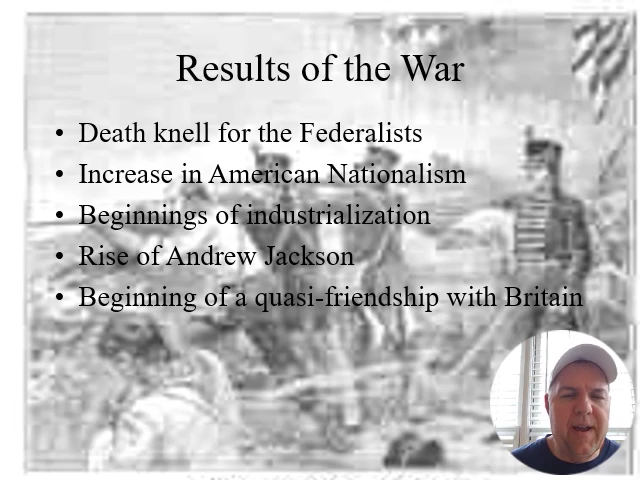 Results of the War
• Death knell for the Federalists
• Increase in American Nationalism
• Beginnings of industrialization
• Rise of Andrew Jackson
• Beginning of a quasi-friendship with Britain